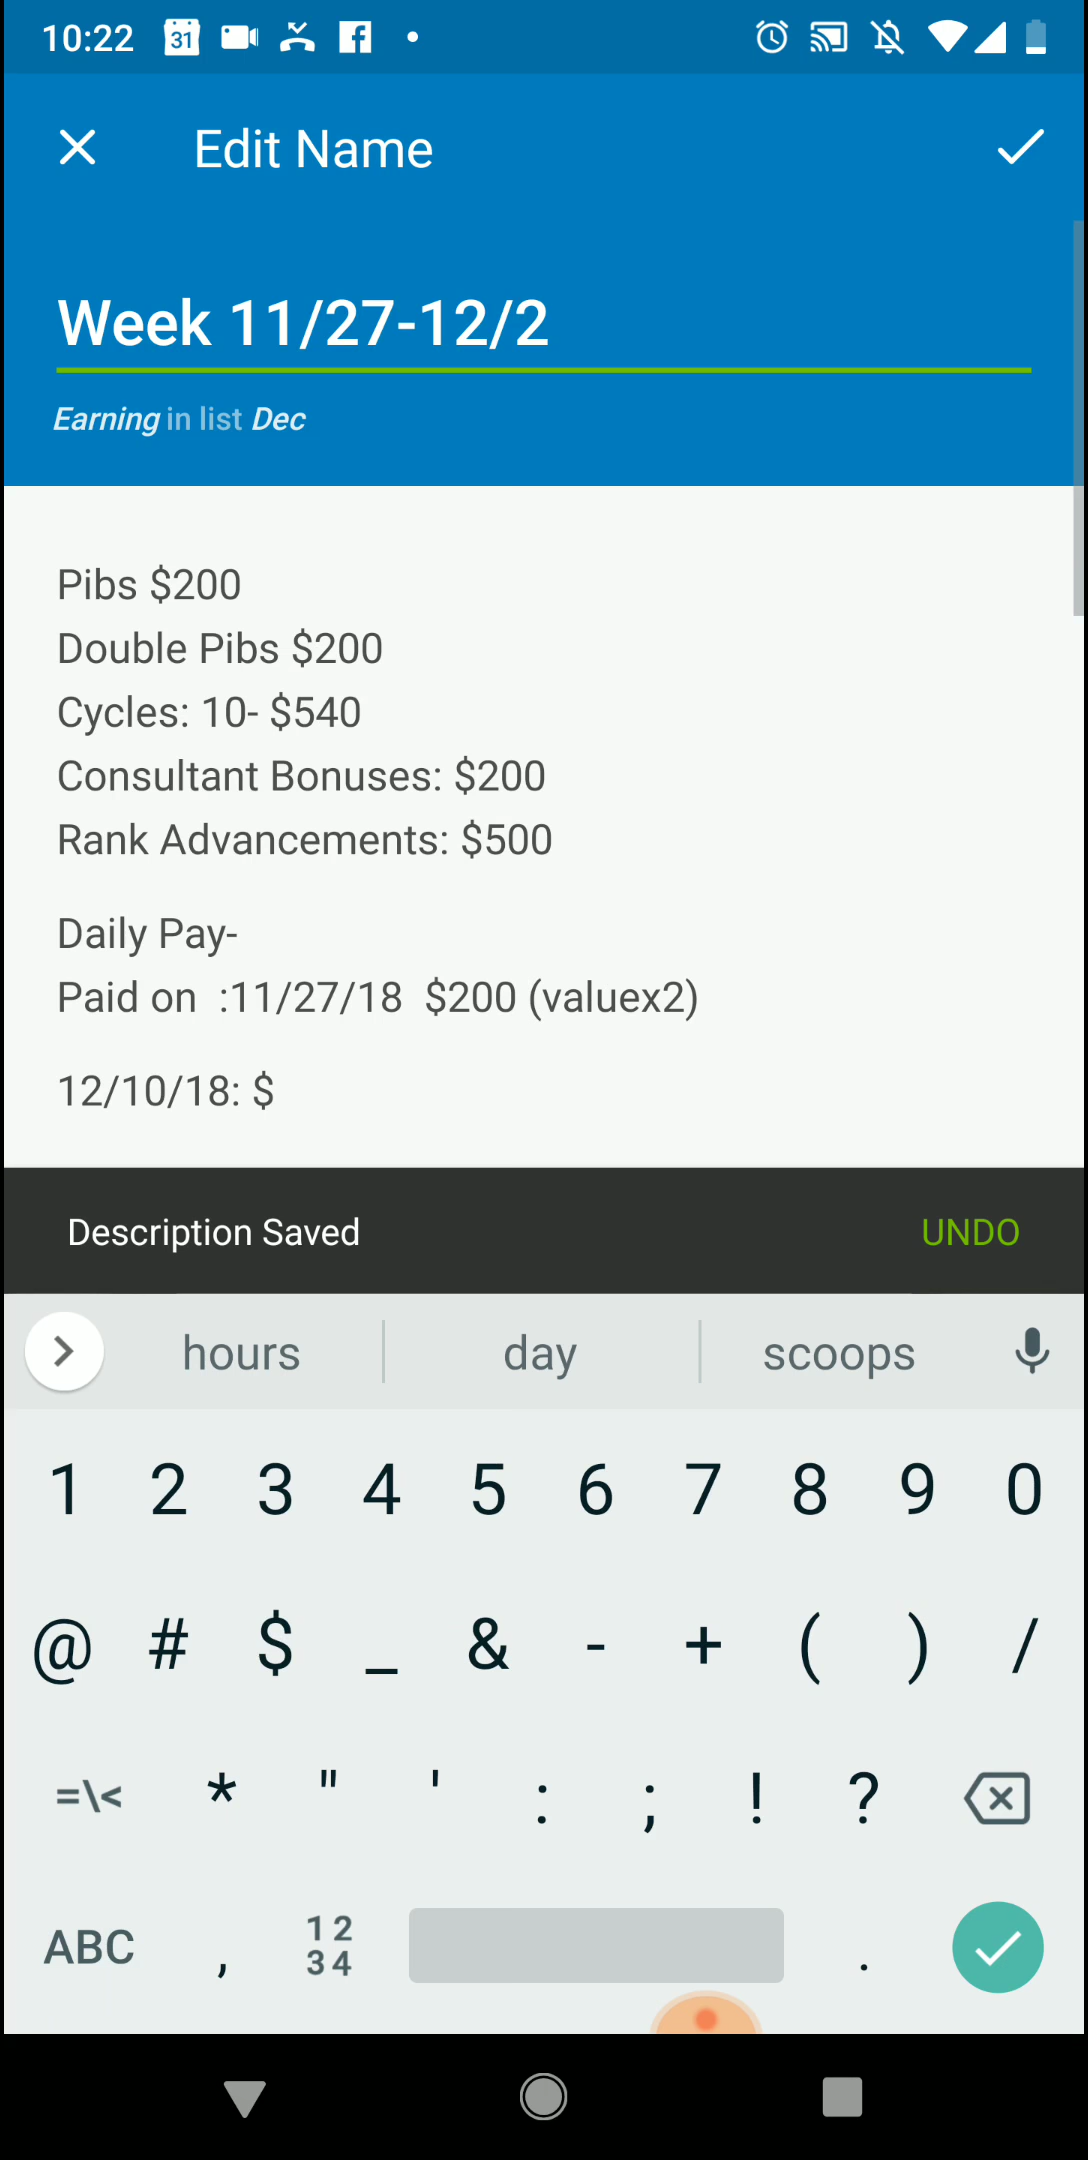 10:22 31
Edit Name
Week 11/27-12/2
Earning in list Dec
Pibs $200
Double Pibs $200
Cycles: 10- $540
Consultant Bonuses: $200
Rank Advancements: $500
Daily Pay-
Paid on  :11/27/18  $200 (valuex2)
12/10/18: $
Description Saved UNDO
hours day scoops
1 2 3 4 5 6 7 8 9 0
@ # $ _ & - + ( ) /
=\< * " ' : ; ! ?
ABC , 12 34 .